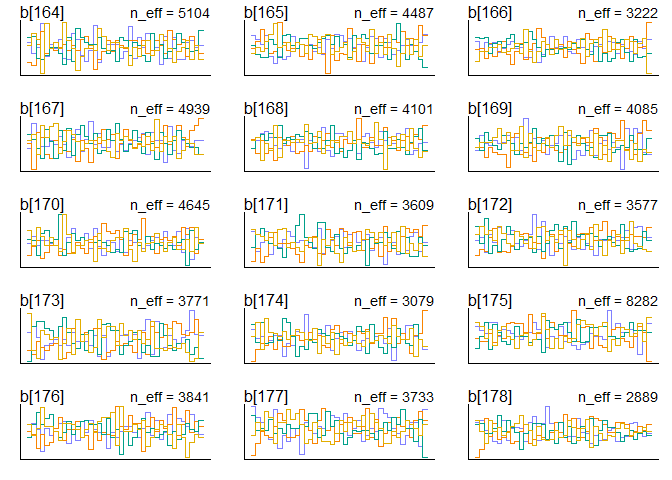 b[164] n_eff = 5104 b[165] n_eff = 4487 b[166] n_eff = 3222
b[167] n_eff = 4939 b[168] n_eff = 4101 b[169] n_eff = 4085
b[170] n_eff = 4645 b[171] n_eff = 3609 b[172] n_eff = 3577
b[173] n_eff = 3771 b[174] n_eff = 3079 b[175] n_eff = 8282
b[176] n_eff = 3841 b[177] n_eff = 3733 b[178] n_eff = 2889